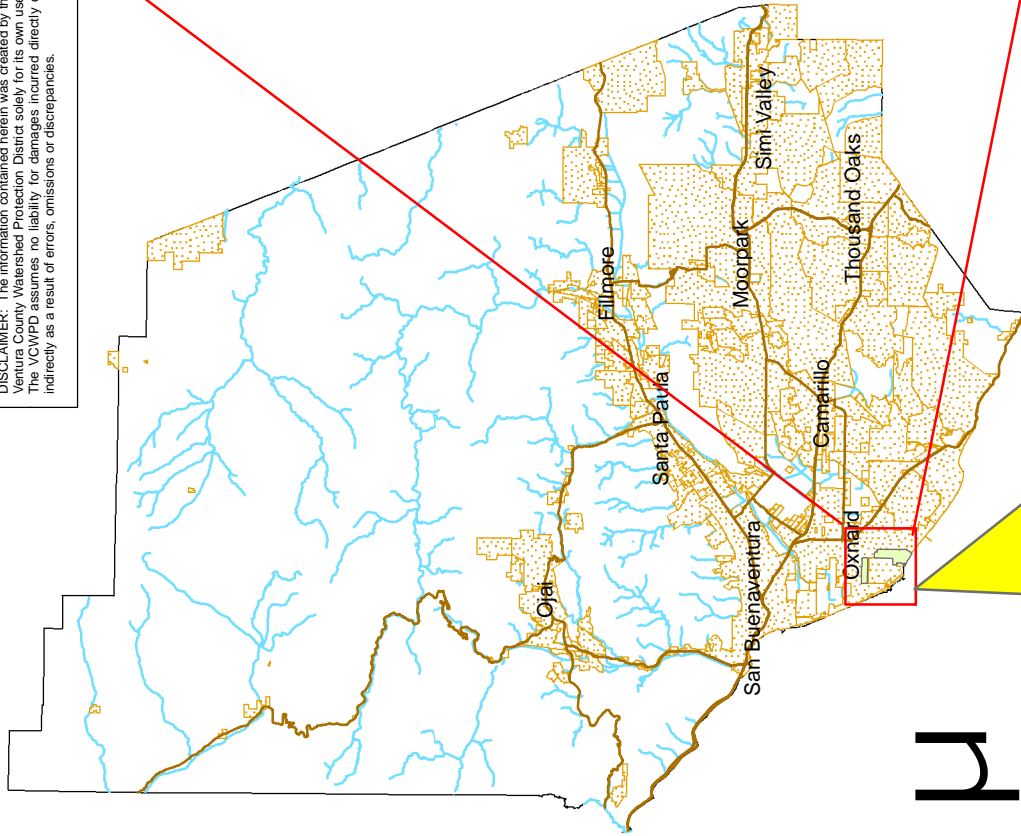 DISCLAIMER: The information contained herein was created by the
Ventura County Watershed Protection District solely for its own use
The VCWPD assumes no liability for damages incurred directly
indirectly as a result of errors, omissions or discrepancies.
Simi Valley
Thousand Oaks
Moorpark
Fillmore
Camarillo
Santa Paula
Oxnard
Ojai
San Buenaventura